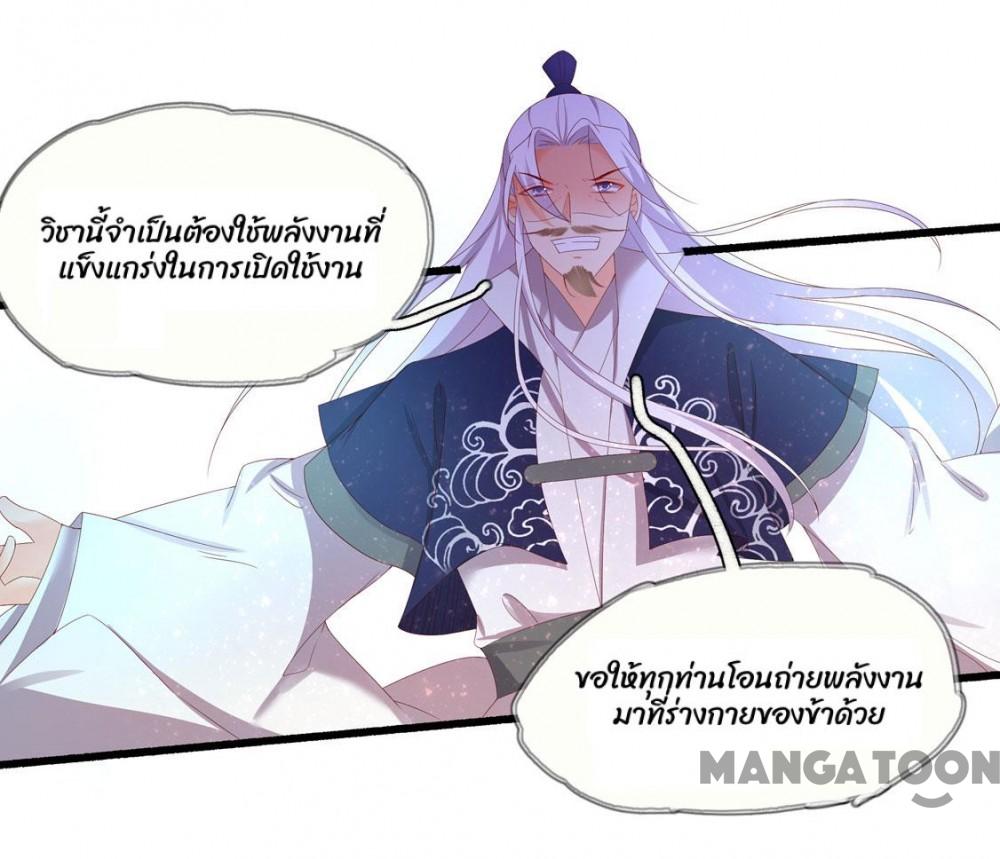 วิชานี้จำเป็นต้องใช้พลังงานที่
แข็งแกร่งในการเปิดใช้งาน
ขอให้ทุกท่านโอนถ่ายพลังงาน
มาที่ร่างกายของข้าด้วย
MANGATOON